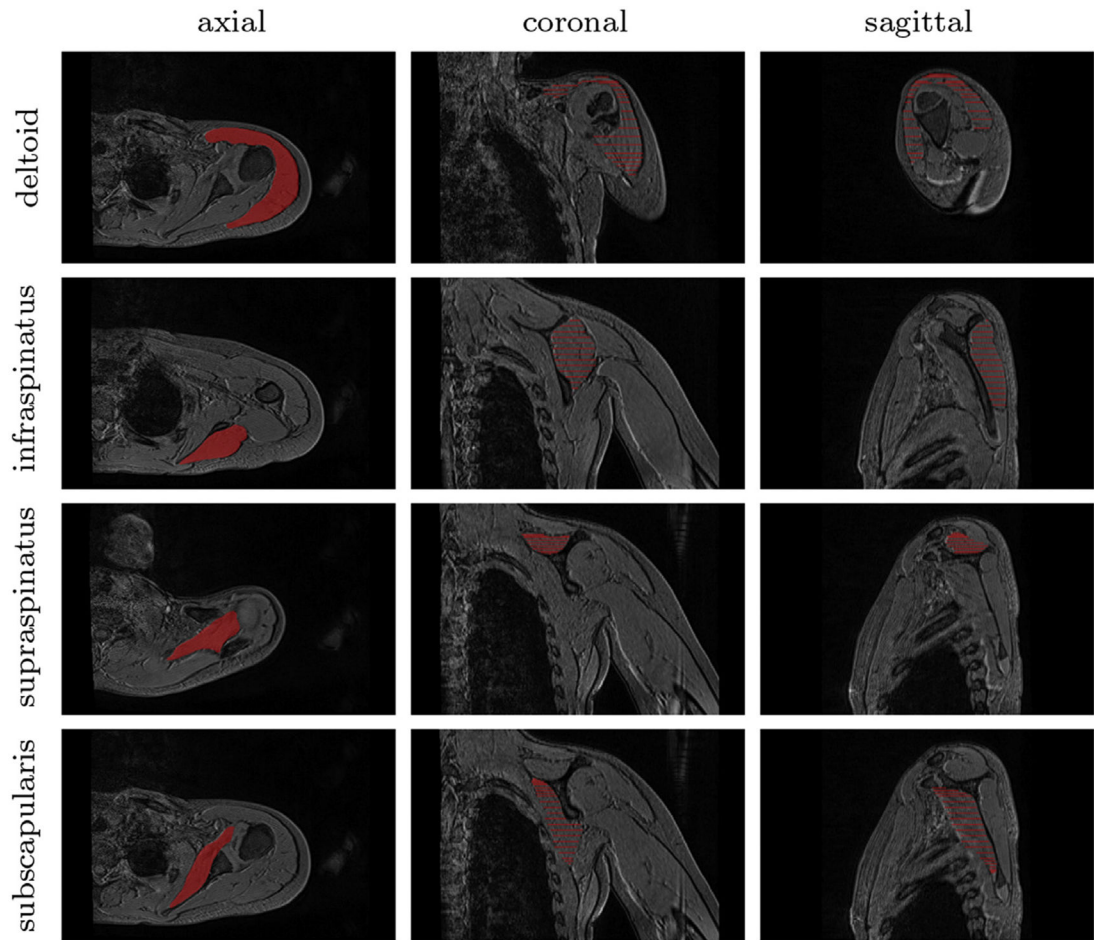 axial coronal sagittal
deltoid
infraspinatus
supraspinatus
subscapularis